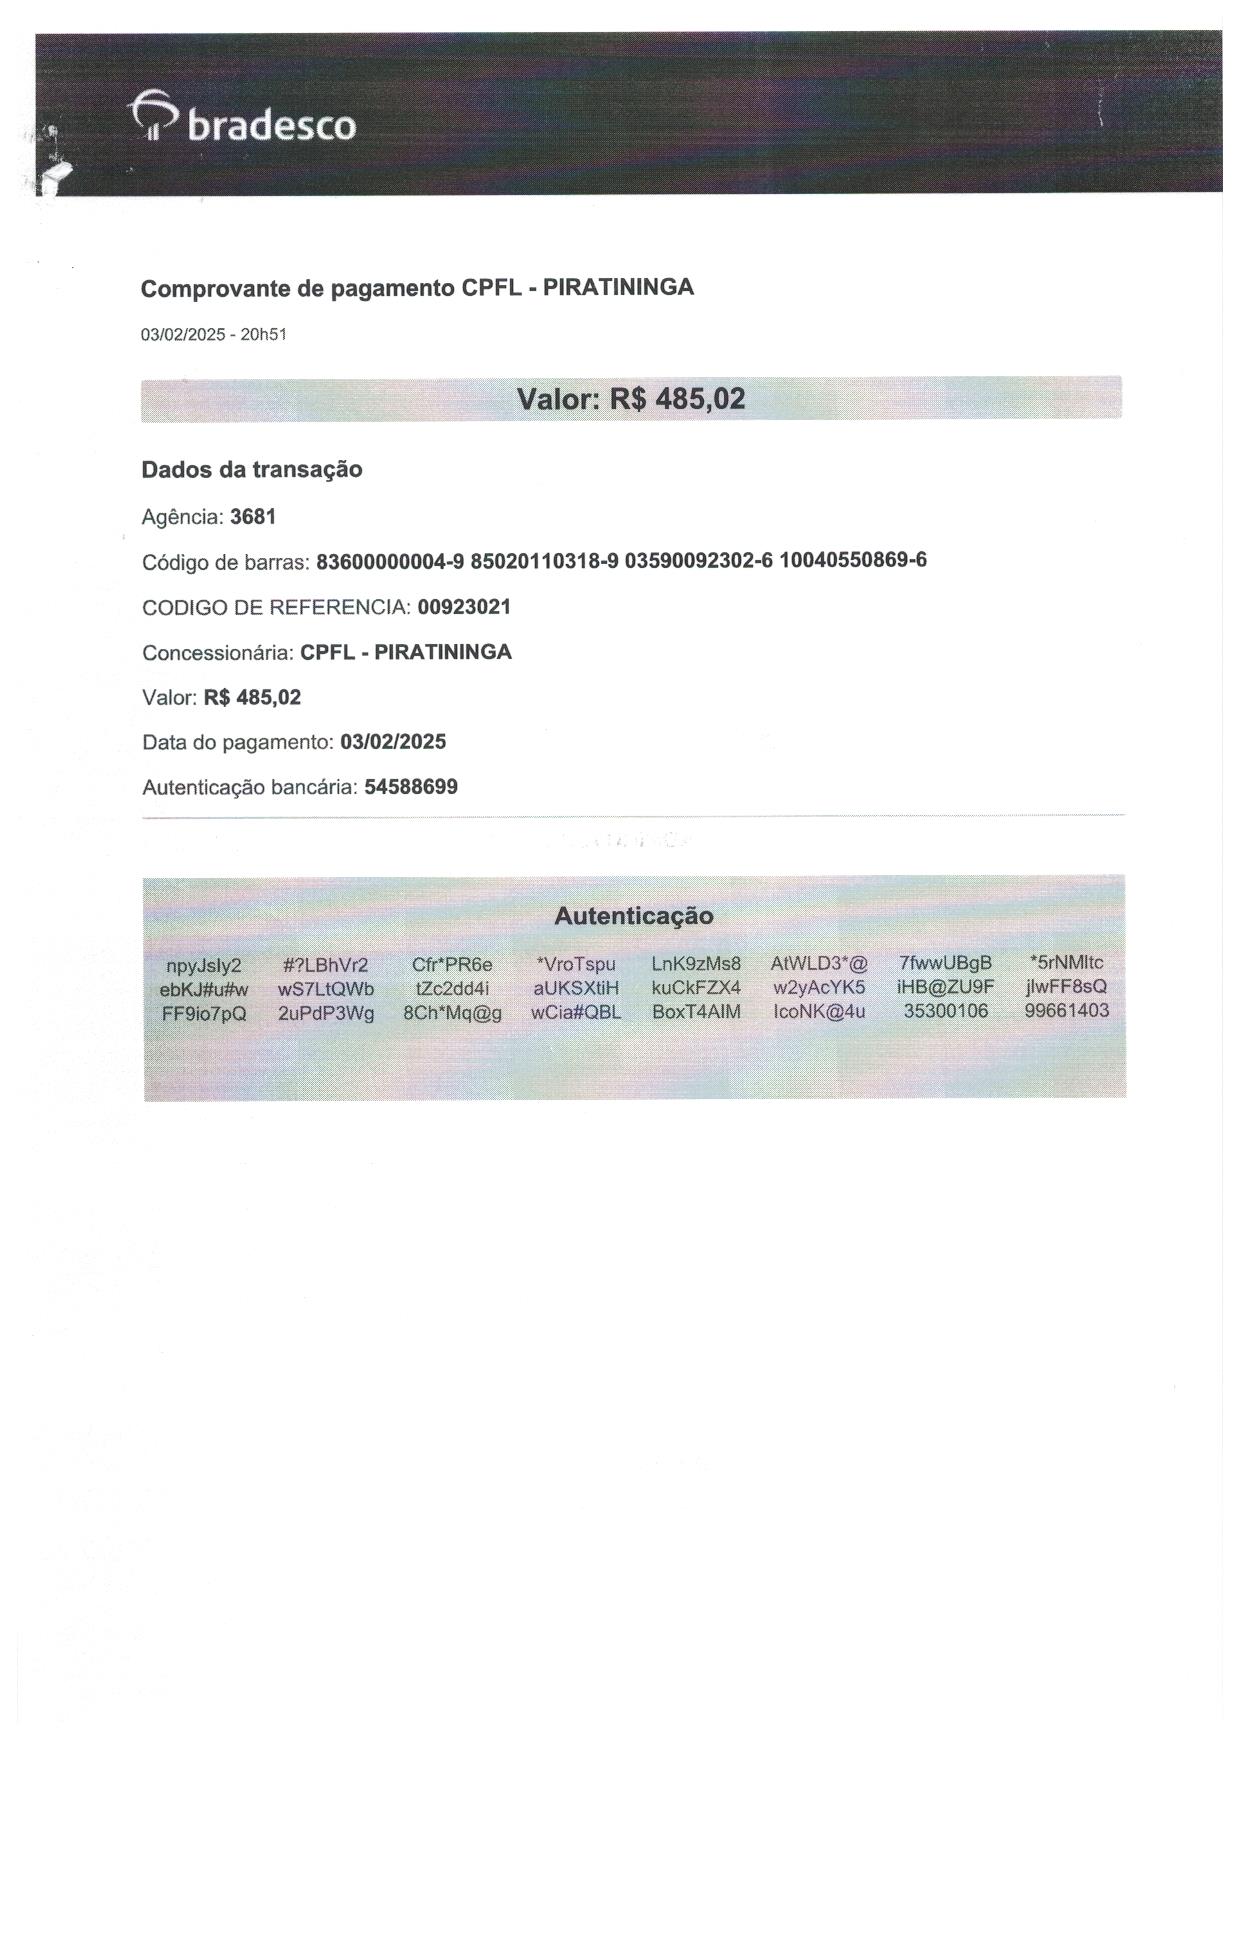 bradesco
Comprovante de pagamento CPFL - PIRATININGA
03/02/2025 - 20h51
Valor: R$ 485,02
Dados da transação
Agência: 3681
Código de barras: 83600000004-9 85020110318-9 03590092302-6 10040550869-6
CODIGO DE REFERENCIA: 00923021
Concessionária: CPFL - PIRATININGA
Valor: R$ 485,02
Data do pagamento: 03/02/2025
Autenticação bancária: 54588699
Autenticação
npyJsIy2 #?LBhVr2 Cfr*PR6e *VroTspu LnK9zMs8 AtWLD3*@ 7fwwUBgB *5rNMltc
ebKJ#u#w wS7LtQWb tZc2dd4i aUKSXtiH kuCkFZX4 w2yAcYK5 iHB@ZU9F jlwFF8sQ
FF9io7pQ 2uPdP3Wg 8Ch*Mq@g wCia#QBL BoxT4AIM IcoNK@4u 35300106 99661403